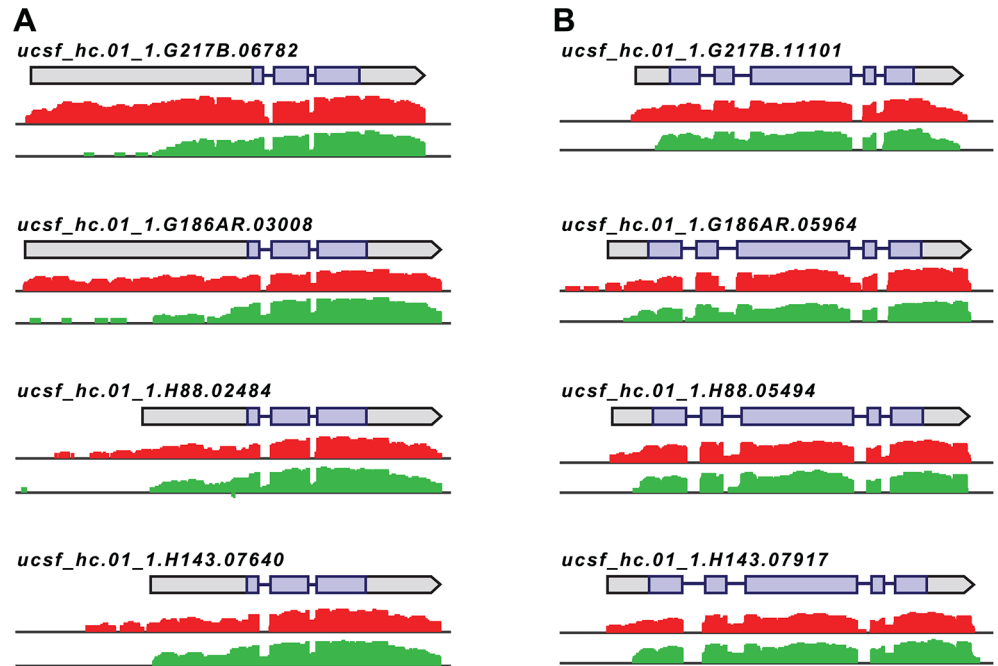 A
ucsf_hc.01_1.G217B.06782
ucsf_hc.01_1.G186AR.03008
ucsf_hc.01_1.H88.02484
ucsf_hc.01_1.H143.07640
B
ucsf_hc.01_1.G217B.11101
ucsf_hc.01_1.G186AR.05964
ucsf_hc.01_1.H88.05494
ucsf_hc.01_1.H143.07917